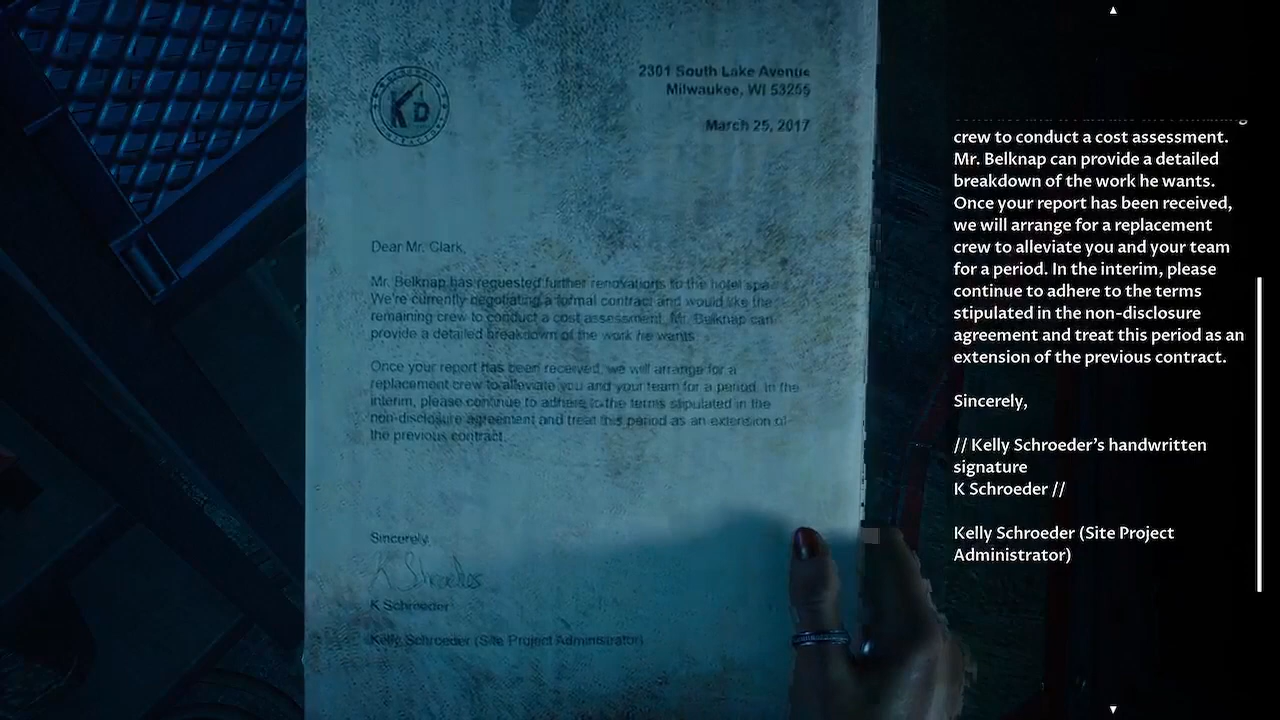 KD
2301 South Lake Avenue
Milwaukee, WI 53255
March 25, 2017
Dear Mr. Clark,
Mr. Belknap has requested further renovations to the hotel spa.
We're currently negotiating a formal contract and would like the
remaining crew to conduct a cost assessment. Mr. Belknap can
provide a detailed breakdown of the work he wants.
Once your report has been received, we will arrange for a
replacement crew to alleviate you and your team for a period. In the
interim, please continue to adhere to the terms stipulated in the
non-disclosure agreement and treat this period as an extension of
the previous contract.
Sincerely,
K Schroeder
K Schroeder
Kelly Schroeder (Site Project Administrator)
crew to conduct a cost assessment.
Mr. Belknap can provide a detailed
breakdown of the work he wants.
Once your report has been received,
we will arrange for a replacement
crew to alleviate you and your team
for a period. In the interim, please
continue to adhere to the terms
stipulated in the non-disclosure
agreement and treat this period as an
extension of the previous contract.
Sincerely,
// Kelly Schroeder's handwritten
signature
K Schroeder //
Kelly Schroeder (Site Project
Administrator)